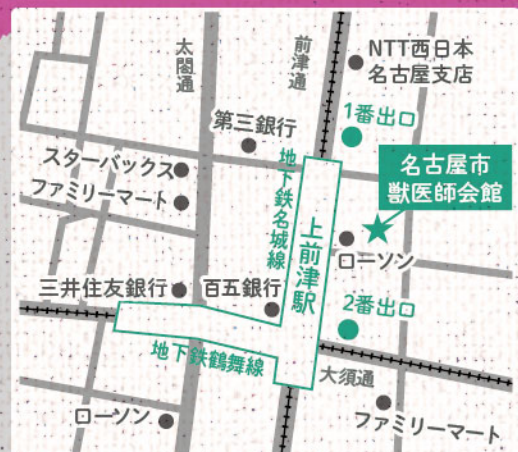 太閤通
前津通
NTT西日本
名古屋支店
1番出口
第三銀行
スターバックス
ファミリーマート
地下鉄名城線
名古屋市
獣医師会館
上前津駅
ローソン
三井住友銀行
百五銀行
2番出口
地下鉄鶴舞線
大須通
ローソン
ファミリーマート